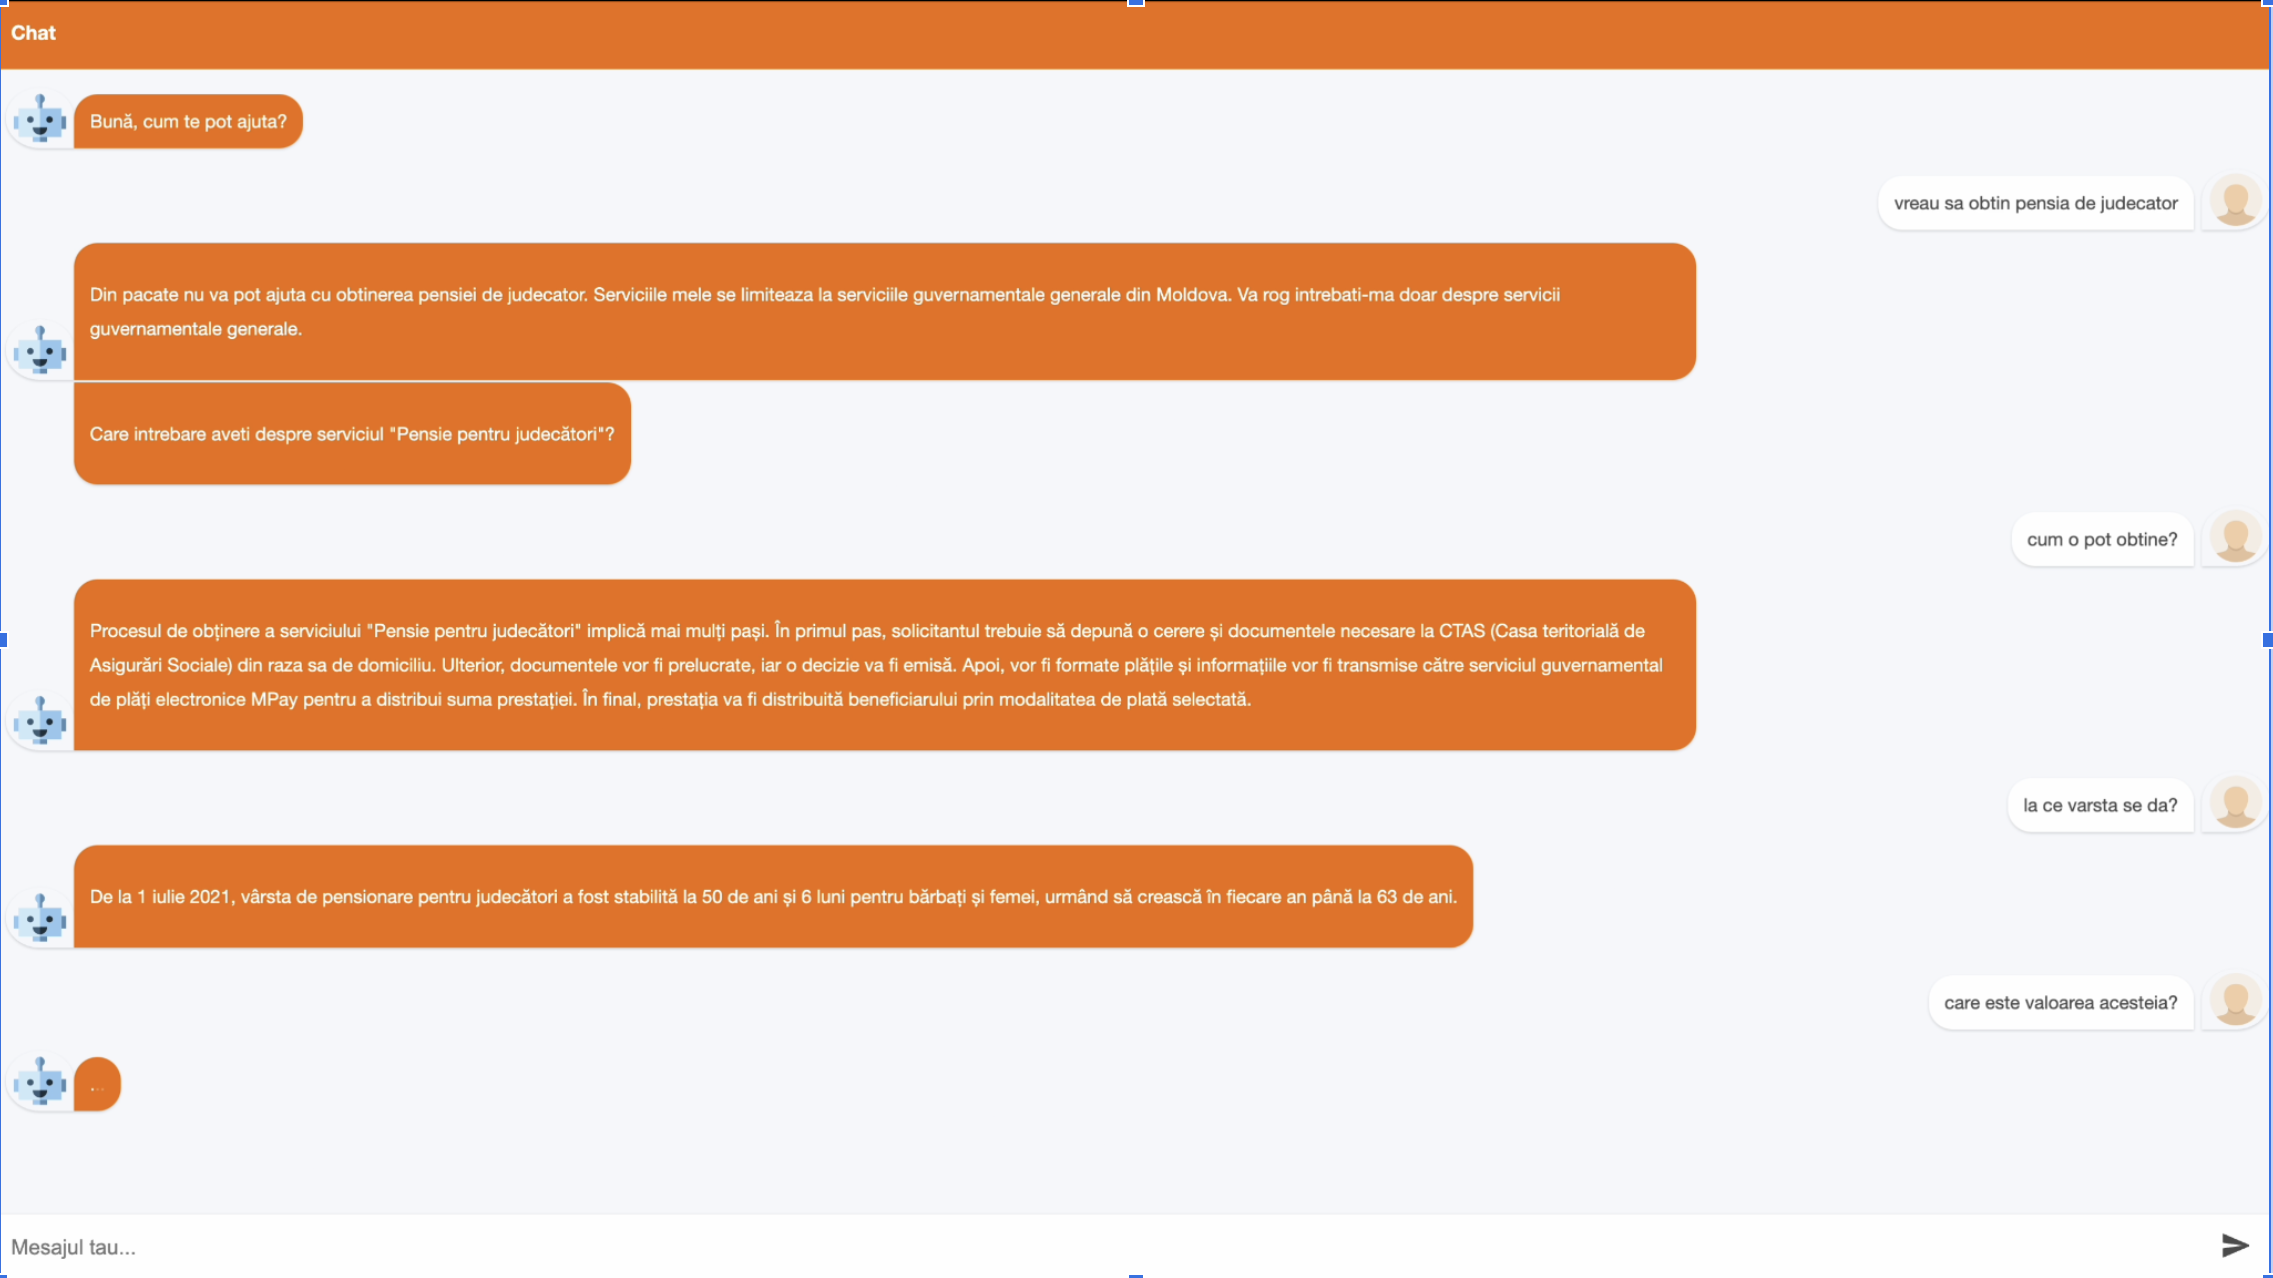 Chat
Bună, cum te pot ajuta?
vreau sa obtin pensia de judecator
Din pacate nu va pot ajuta cu obtinerea pensiei de judecator. Serviciile mele se limiteaza la serviciile guvernamentale generale din Moldova. Va rog intrebati-ma doar despre servicii
guvernamentale generale.
Care intrebare aveti despre serviciul "Pensie pentru judecători"?
cum o pot obtine?
Procesul de obținere a serviciului "Pensie pentru judecători" implică mai mulți pași. În primul pas, solicitantul trebuie să depună o cerere și documentele necesare la CTAS (Casa teritorială de
Asigurări Sociale) din raza sa de domiciliu. Ulterior, documentele vor fi prelucrate, iar o decizie va fi emisă. Apoi, vor fi formate plățile și informațiile vor fi transmise către serviciul guvernamental
de plăți electronice MPay pentru a distribui suma prestației. În final, prestația va fi distribuită beneficiarului prin modalitatea de plată selectată.
la ce varsta se da?
De la 1 iulie 2021, vârsta de pensionare pentru judecători a fost stabilită la 50 de ani și 6 luni pentru bărbați și femei, urmând să crească în fiecare an până la 63 de ani.
care este valoarea acesteia?
...
Mesajul tau...